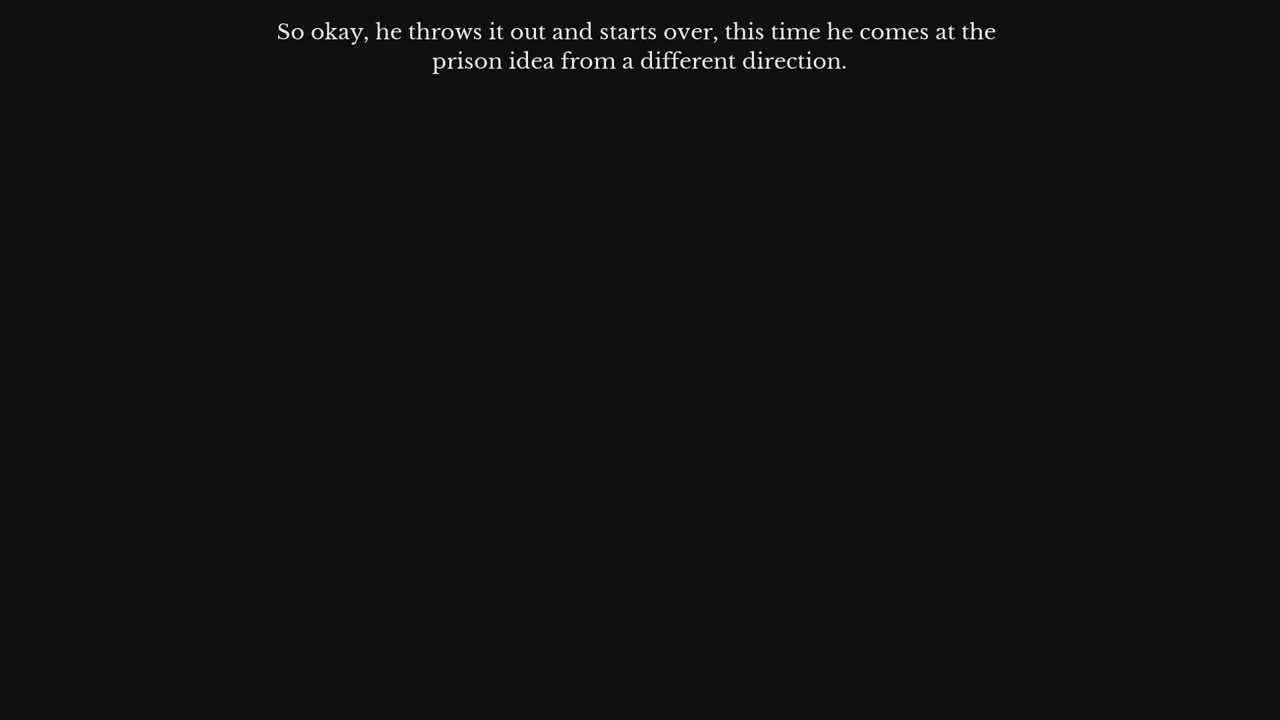 So okay, he throws it out and starts over, this time he comes at the
prison idea from a different direction.